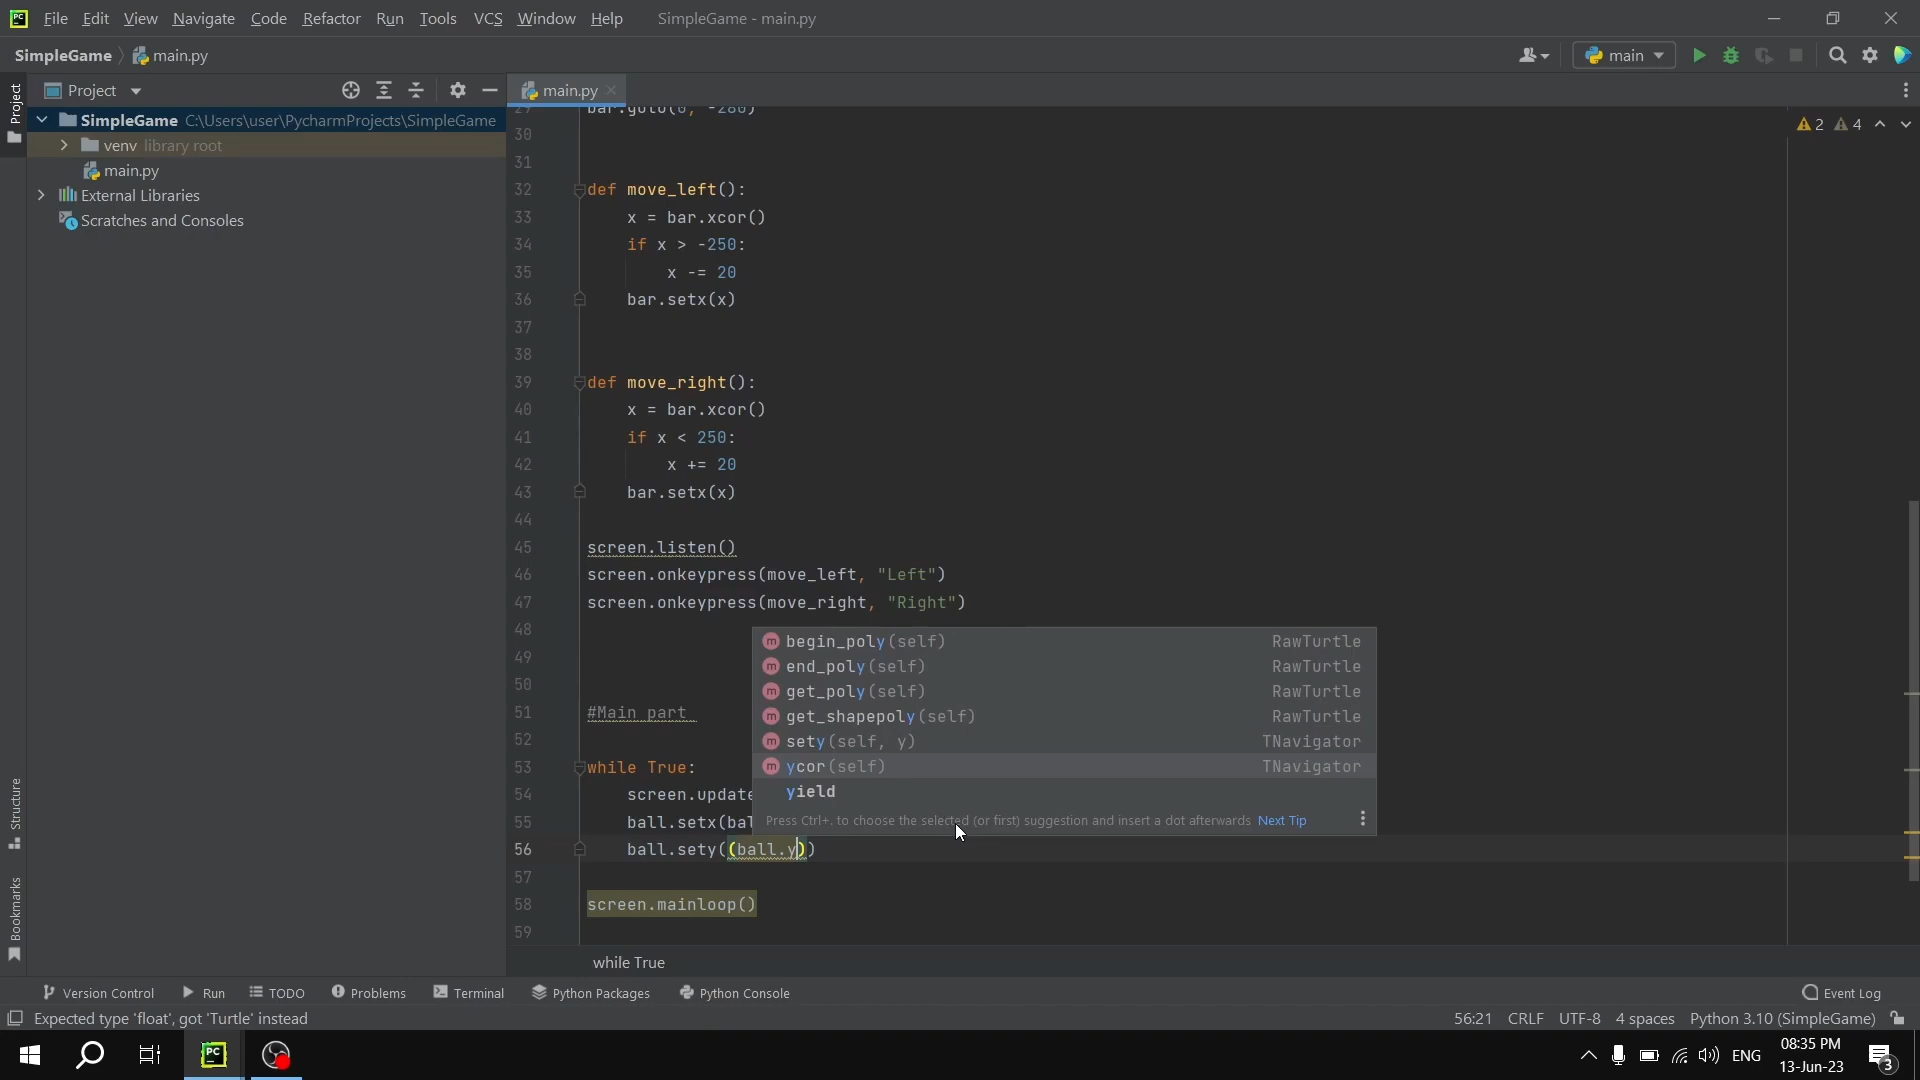 PC File Edit View Navigate Code Refactor Run Tools VCS Window Help SimpleGame - main.py
SimpleGame main.py main
Project main.py
Project
SimpleGame C:\Users\user\PycharmProjects\SimpleGame
venv library root
main.py
External Libraries
Scratches and Consoles
Structure
Bookmarks
2 4
29 bar.goto(0, -280)
30
31
32 def move_left():
33 x = bar.xcor()
34 if x > -250:
35 x -= 20
36 bar.setx(x)
37
38
39 def move_right():
40 x = bar.xcor()
41 if x < 250:
42 x += 20
43 bar.setx(x)
44
45 screen.listen()
46 screen.onkeypress(move_left, "Left")
47 screen.onkeypress(move_right, "Right")
48
49
50
51 #Main part
52
53 while True:
54 screen.update
55 ball.setx(bal
56 ball.sety((ball.y))
57
58 screen.mainloop()
59
m begin_poly(self) RawTurtle
m end_poly(self) RawTurtle
m get_poly(self) RawTurtle
m get_shapepoly(self) RawTurtle
m sety(self, y) TNavigator
m ycor(self) TNavigator
yield
Press Ctrl+. to choose the selected (or first) suggestion and insert a dot afterwards Next Tip
while True
Version Control Run TODO Problems Terminal Python Packages Python Console Event Log
Expected type 'float', got 'Turtle' instead 56:21 CRLF UTF-8 4 spaces Python 3.10 (SimpleGame)
PC ENG 08:35 PM
13-Jun-23 3